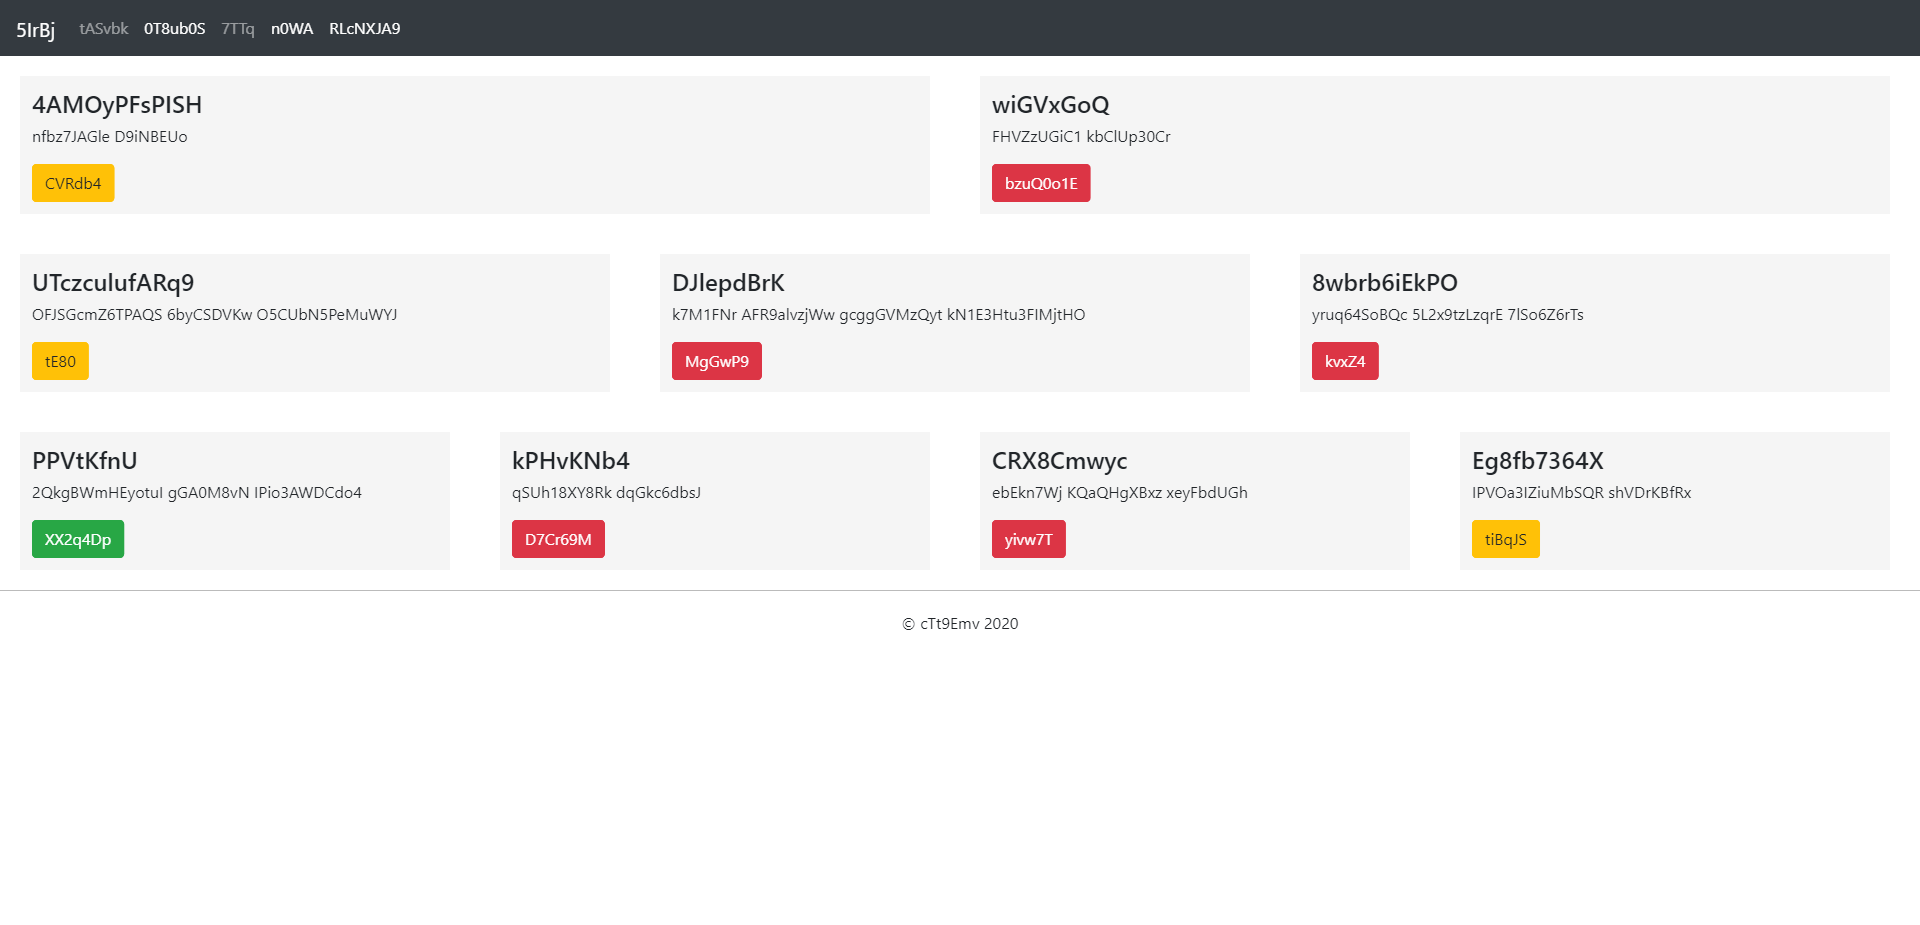 5IrBj tASvbk 0T8ub0S 7TTq n0WA RLcNXJA9
4AMOyPFsPISH
nfbz7JAGle D9iNBEUo
CVRdb4
wiGVxGoQ
FHVZzUGiC1 kbClUp30Cr
bzuQ0o1E
UTczculufARq9
OFJSGcmZ6TPAQS 6byCSDVKw O5CUbN5PeMuWYJ
tE80
DJlepdBrK
k7M1FNr AFR9alvzjWw gcggGVMzQyt kN1E3Htu3FIMjtHO
MgGwP9
8wbrb6iEkPO
yruq64SoBQc 5L2x9tzLzqrE 7lSo6Z6rTs
kvxZ4
PPVtKfnU
2QkgBWmHEyotuI gGA0M8vN IPio3AWDCdo4
XX2q4Dp
kPHvKNb4
qSUh18XY8Rk dqGkc6dbsJ
D7Cr69M
CRX8Cmwyc
ebEkn7Wj KQaQHgXBxz xeyFbdUGh
yivw7T
Eg8fb7364X
IPVOa3IZiuMbSQR shVDrKBfRx
tiBqJS
© cTt9Emv 2020